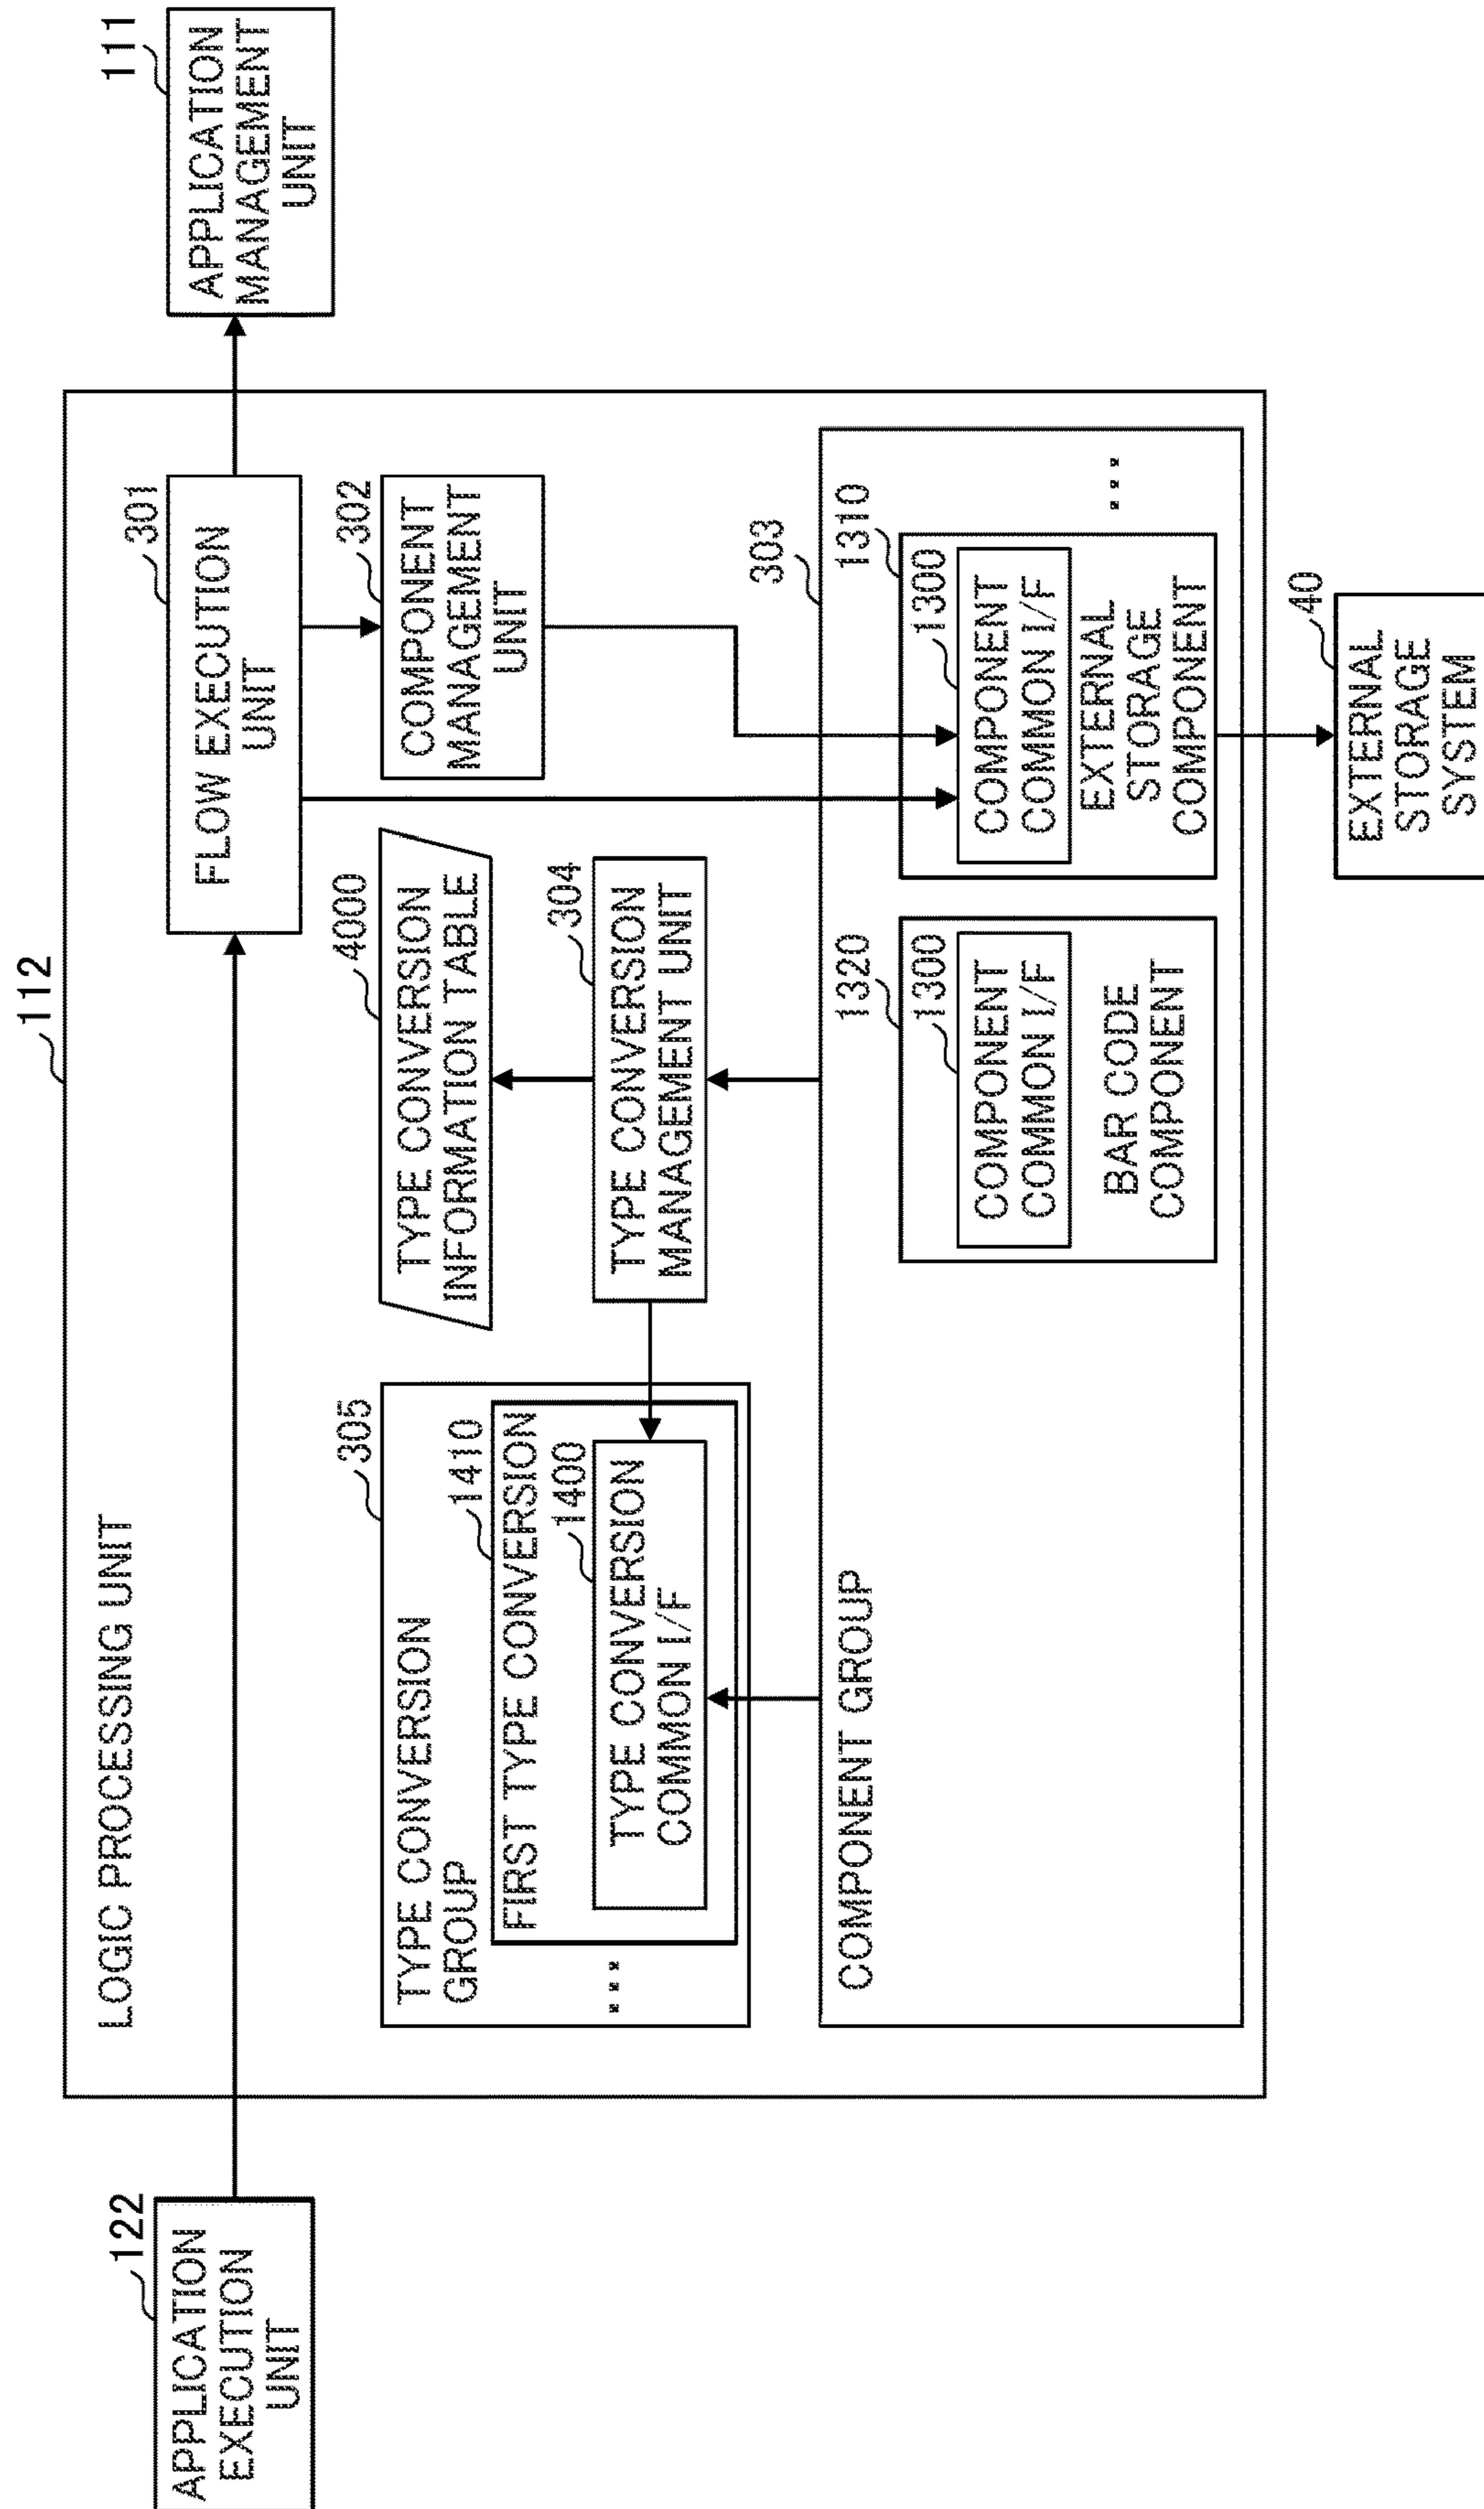 112
LOGIC PROCESSING UNIT
122
APPLICATION
EXECUTION
UNIT
301
FLOW EXECUTION
UNIT
111
APPLICATION
MANAGEMENT
UNIT
305
TYPE CONVERSION
GROUP
1410
FIRST TYPE CONVERSION
1400
TYPE CONVERSION
COMMON I/F
...
4000
TYPE CONVERSION
INFORMATION TABLE
304
TYPE CONVERSION
MANAGEMENT UNIT
302
COMPONENT
MANAGEMENT
UNIT
303
COMPONENT GROUP
1320
1300
COMPONENT
COMMON I/F
BAR CODE
COMPONENT
1310
1300
COMPONENT
COMMON I/F
EXTERNAL
STORAGE
COMPONENT
...
40
EXTERNAL
STORAGE
SYSTEM